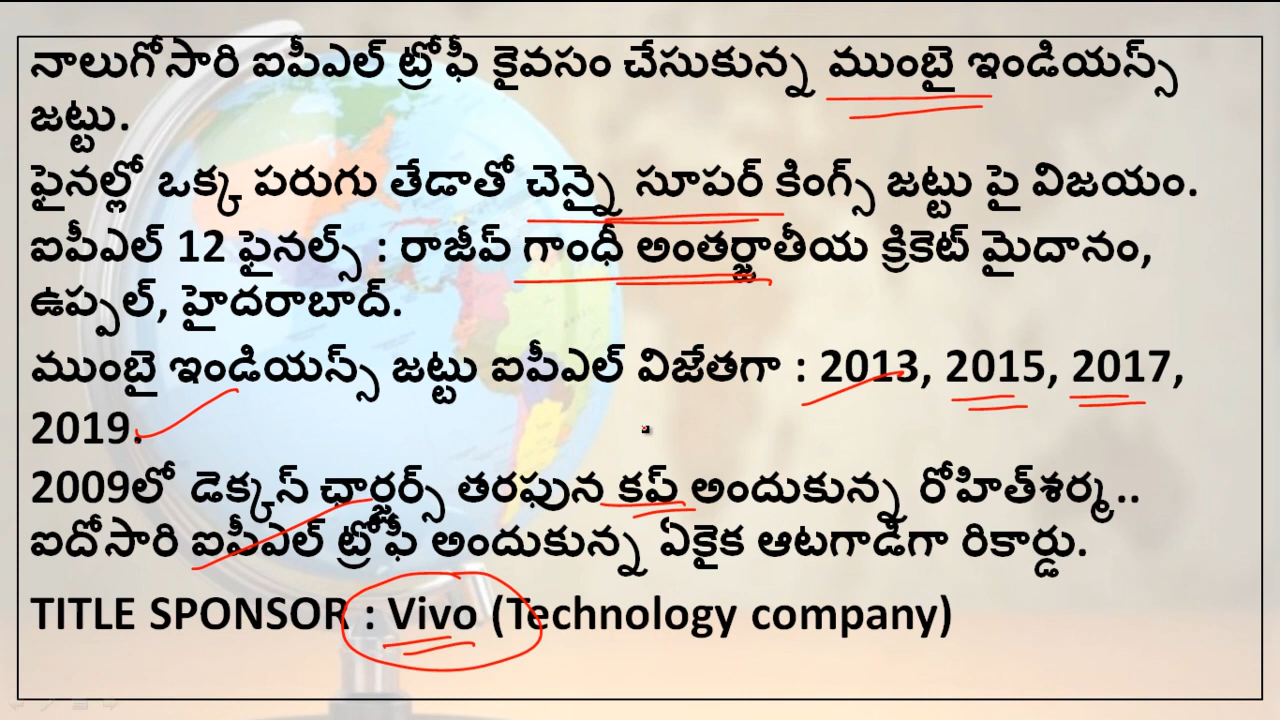 నాలుగోసారి ఐపీఎల్ ట్రోఫీ కైవసం చేసుకున్న ముంబై ఇండియన్స్
జట్టు.
ఫైనల్లో ఒక్క పరుగు తేడాతో చెన్నై సూపర్ కింగ్స్ జట్టు పై విజయం.
ఐపీఎల్ 12 ఫైనల్స్ : రాజీవ్ గాంధీ అంతర్జాతీయ క్రికెట్ మైదానం,
ఉప్పల్, హైదరాబాద్.
ముంబై ఇండియన్స్ జట్టు ఐపీఎల్ విజేతగా : 2013, 2015, 2017,
2019.
2009లో డెక్కన్ ఛార్జర్స్ తరఫున కప్ అందుకున్న రోహిత్‌శర్మ..
ఐదోసారి ఐపీఎల్ ట్రోఫీ అందుకున్న ఏకైక ఆటగాడిగా రికార్డు.
TITLE SPONSOR : Vivo (Technology company)